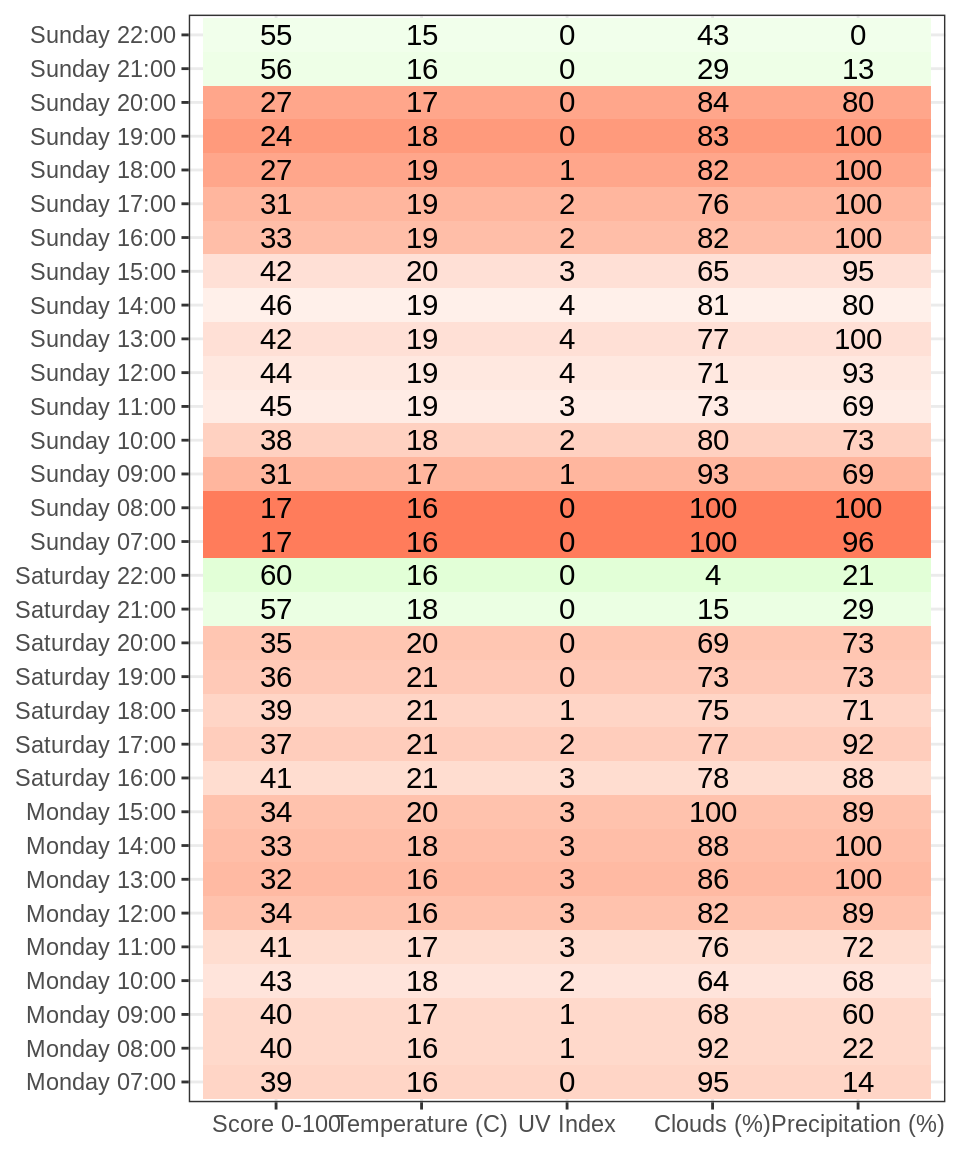 Sunday 22:00 55 15 0 43 0
Sunday 21:00 56 16 0 29 13
Sunday 20:00 27 17 0 84 80
Sunday 19:00 24 18 0 83 100
Sunday 18:00 27 19 1 82 100
Sunday 17:00 31 19 2 76 100
Sunday 16:00 33 19 2 82 100
Sunday 15:00 42 20 3 65 95
Sunday 14:00 46 19 4 81 80
Sunday 13:00 42 19 4 77 100
Sunday 12:00 44 19 4 71 93
Sunday 11:00 45 19 3 73 69
Sunday 10:00 38 18 2 80 73
Sunday 09:00 31 17 1 93 69
Sunday 08:00 17 16 0 100 100
Sunday 07:00 17 16 0 100 96
Saturday 22:00 60 16 0 4 21
Saturday 21:00 57 18 0 15 29
Saturday 20:00 35 20 0 69 73
Saturday 19:00 36 21 0 73 73
Saturday 18:00 39 21 1 75 71
Saturday 17:00 37 21 2 77 92
Saturday 16:00 41 21 3 78 88
Monday 15:00 34 20 3 100 89
Monday 14:00 33 18 3 88 100
Monday 13:00 32 16 3 86 100
Monday 12:00 34 16 3 82 89
Monday 11:00 41 17 3 76 72
Monday 10:00 43 18 2 64 68
Monday 09:00 40 17 1 68 60
Monday 08:00 40 16 1 92 22
Monday 07:00 39 16 0 95 14
Score 0-100 Temperature (C) UV Index Clouds (%) Precipitation (%)